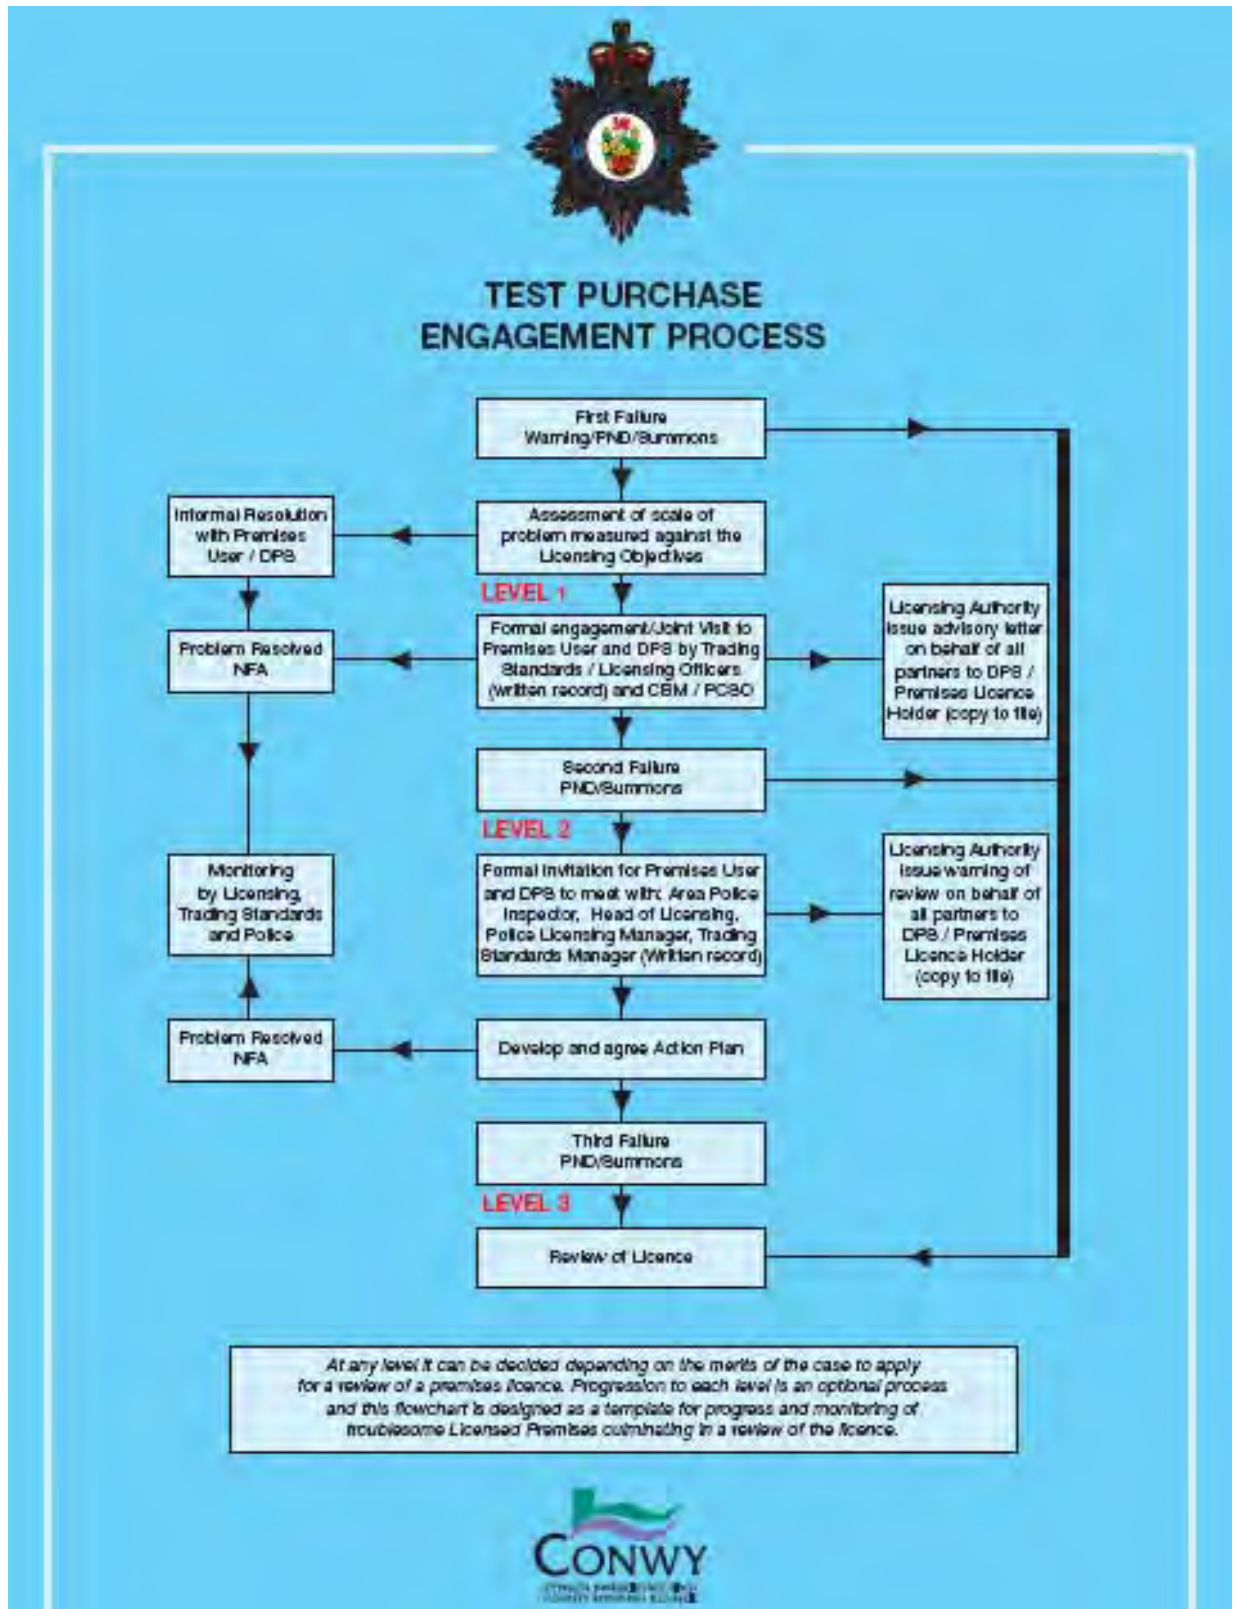 TEST PURCHASE
ENGAGEMENT PROCESS
First Failure
Warning/PND/Summons
Informal Resolution
with Premises
User / DPS
Assessment of scale of
problem measured against the
Licensing Objectives
LEVEL 1
Problem Resolved
NFA
Formal engagement/Joint Visit to
Premises User and DPS by Trading
Standards / Licensing Officers
(written record) and CBM / PCSO
Licensing Authority
issue advisory letter
on behalf of all
partners to DPS /
Premises Licence
Holder (copy to file)
Second Failure
PND/Summons
LEVEL 2
Monitoring
by Licensing,
Trading Standards
and Police
Formal invitation for Premises User
and DPS to meet with: Area Police
Inspector, Head of Licensing,
Police Licensing Manager, Trading
Standards Manager (Written record)
Licensing Authority
issue warning of
review on behalf of
all partners to
DPS / Premises
Licence Holder
(copy to file)
Problem Resolved
NFA
Develop and agree Action Plan
Third Failure
PND/Summons
LEVEL 3
Review of Licence
At any level it can be decided depending on the merits of the case to apply
for a review of a premises licence. Progression to each level is an optional process
and this flowchart is designed as a template for progress and monitoring of
troublesome Licensed Premises culminating in a review of the licence.
CONWY